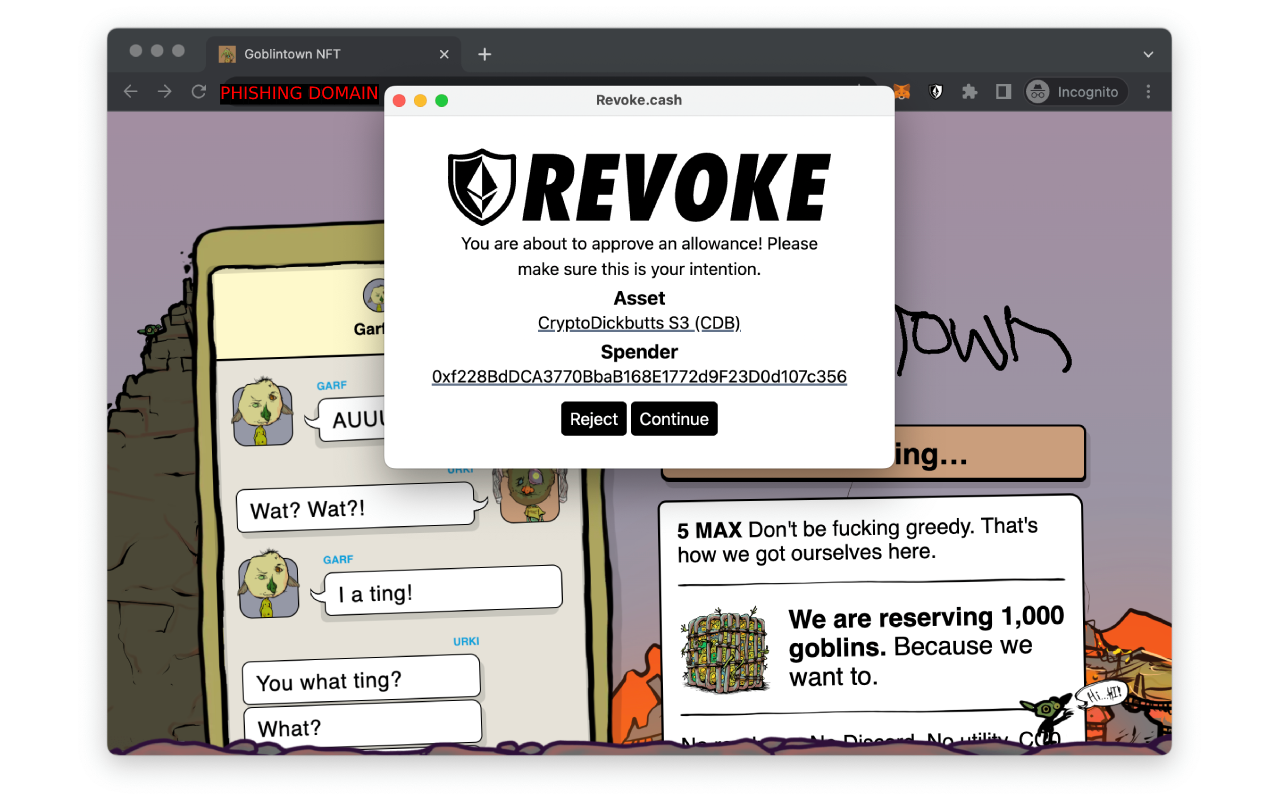 Goblintown NFT
PHISHING DOMAIN
Incognito
Revoke.cash
REVOKE
You are about to approve an allowance! Please
make sure this is your intention.
Asset
CryptoDickbutts S3 (CDB)
Spender
0xf228BdDCA3770BbaB168E1772d9F23D0d107c356
Reject Continue
Garf
GARF
AUUU
URKI
Wat? Wat?!
GARF
I a ting!
URKI
You what ting?
What?
town
ing...
5 MAX Don't be fucking greedy. That's
how we got ourselves here.
We are reserving 1,000
goblins. Because we
want to.
Hi...HI!
No Discord. No utility.